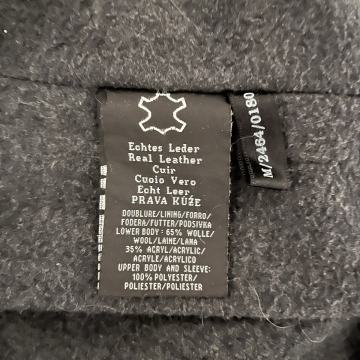 Echtes Leder
Real Leather
Cuir
Cuoio Vero
Echt Leer
PRAVA KŮŽE
DOUBLURE/LINING/FORRO/
FODERA/FUTTER/PODSIVKA
LOWER BODY: 65% WOLLE/
WOOL/LAINE/LANA
35% ACRYL/ACRYLIC/
ACRYLE/ACRYLICO
UPPER BODY AND SLEEVE:
100% POLYESTER/
POLIESTER/POLIESTER
M/2464/0180